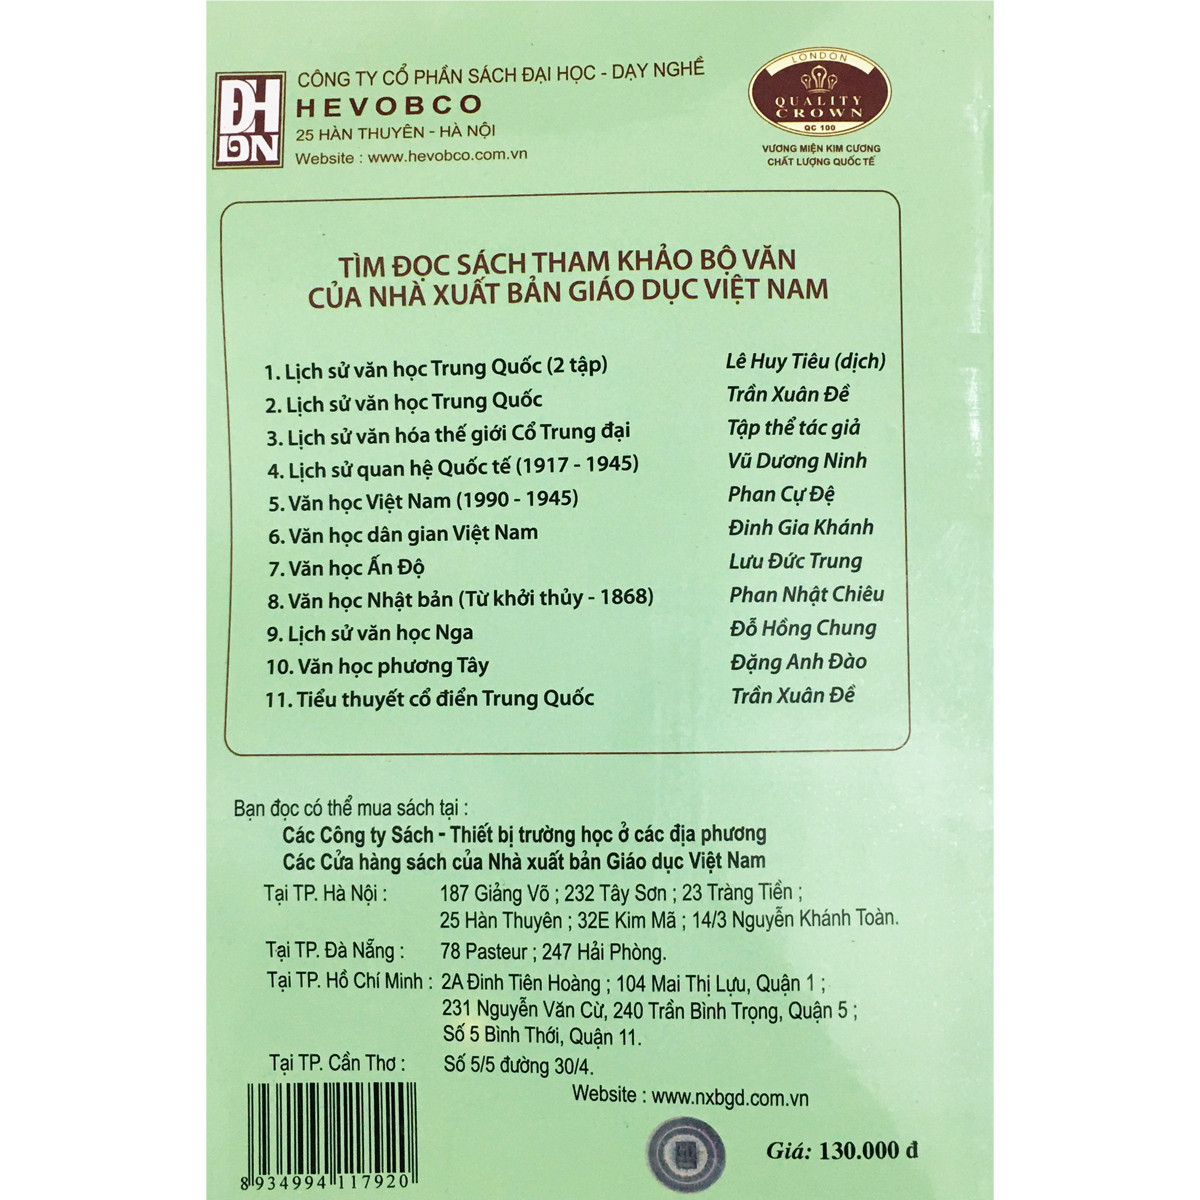 ĐH
DN
CÔNG TY CỔ PHẦN SÁCH ĐẠI HỌC - DẠY NGHỀ
HEVOBCO
25 HÀN THUYÊN - HÀ NỘI
Website : www.hevobco.com.vn
LONDON
QUALITY
CROWN
QC 100
VƯƠNG MIỆN KIM CƯƠNG
CHẤT LƯỢNG QUỐC TẾ
TÌM ĐỌC SÁCH THAM KHẢO BỘ VĂN
CỦA NHÀ XUẤT BẢN GIÁO DỤC VIỆT NAM
1. Lịch sử văn học Trung Quốc (2 tập) Lê Huy Tiêu (dịch)
2. Lịch sử văn học Trung Quốc Trần Xuân Đề
3. Lịch sử văn hóa thế giới Cổ Trung đại Tập thể tác giả
4. Lịch sử quan hệ Quốc tế (1917 - 1945) Vũ Dương Ninh
5. Văn học Việt Nam (1990 - 1945) Phan Cự Đệ
6. Văn học dân gian Việt Nam Đinh Gia Khánh
7. Văn học Ấn Độ Lưu Đức Trung
8. Văn học Nhật bản (Từ khởi thủy - 1868) Phan Nhật Chiêu
9. Lịch sử văn học Nga Đỗ Hồng Chung
10. Văn học phương Tây Đặng Anh Đào
11. Tiểu thuyết cổ điển Trung Quốc Trần Xuân Đề
Bạn đọc có thể mua sách tại :
Các Công ty Sách - Thiết bị trường học ở các địa phương
Các Cửa hàng sách của Nhà xuất bản Giáo dục Việt Nam
Tại TP. Hà Nội : 187 Giảng Võ ; 232 Tây Sơn ; 23 Tràng Tiền ;
25 Hàn Thuyên ; 32E Kim Mã ; 14/3 Nguyễn Khánh Toàn.
Tại TP. Đà Nẵng : 78 Pasteur ; 247 Hải Phòng.
Tại TP. Hồ Chí Minh : 2A Đinh Tiên Hoàng ; 104 Mai Thị Lựu, Quận 1 ;
231 Nguyễn Văn Cừ, 240 Trần Bình Trọng, Quận 5 ;
Số 5 Bình Thới, Quận 11.
Tại TP. Cần Thơ : Số 5/5 đường 30/4.
Website : www.nxbgd.com.vn
8 934994 117920
Giá: 130.000 đ